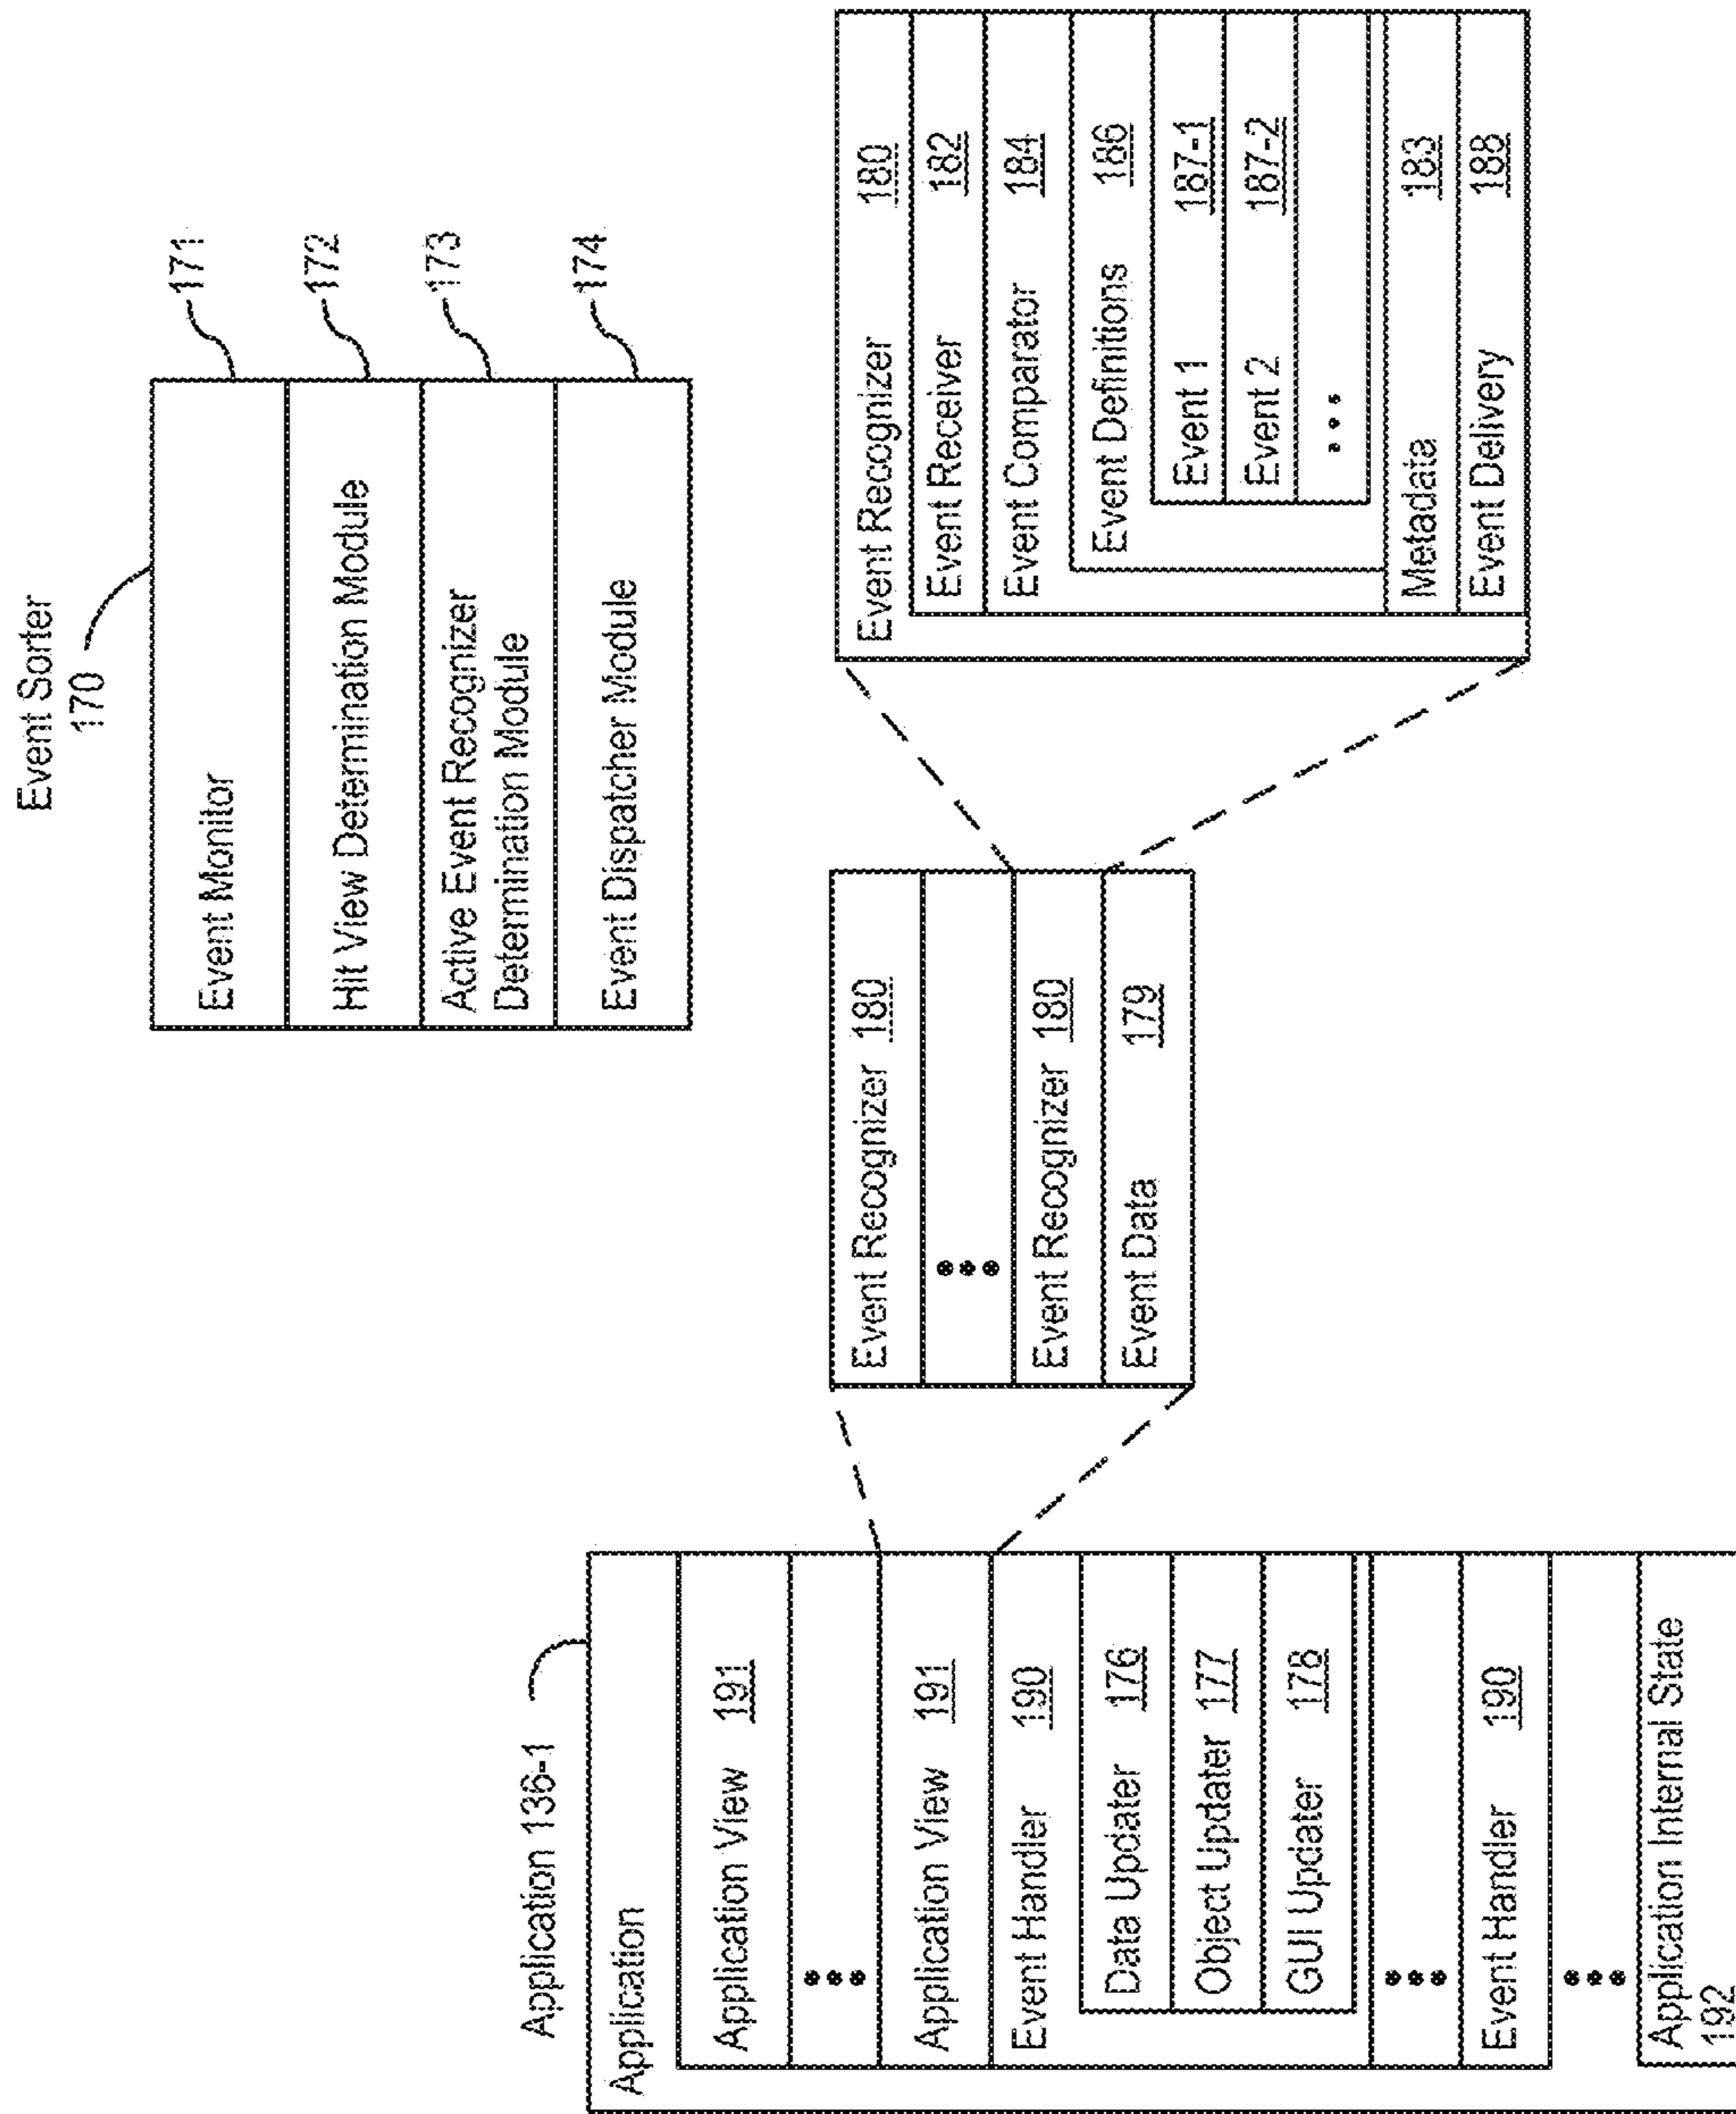 Event Sorter
170
Event Monitor
171
Hit View Determination Module
172
Active Event Recognizer
Determination Module
173
Event Dispatcher Module
174
Application 136-1
Application
Application View 191
•••
Application View 191
Event Handler 190
Data Updater 176
Object Updater 177
GUI Updater 178
•••
Event Handler 190
•••
Application Internal State
192
Event Recognizer 180
•••
Event Recognizer 180
Event Data 179
Event Recognizer 180
Event Receiver 182
Event Comparator 184
Event Definitions 186
Event 1 187-1
Event 2 187-2
•••
Metadata 183
Event Delivery 188